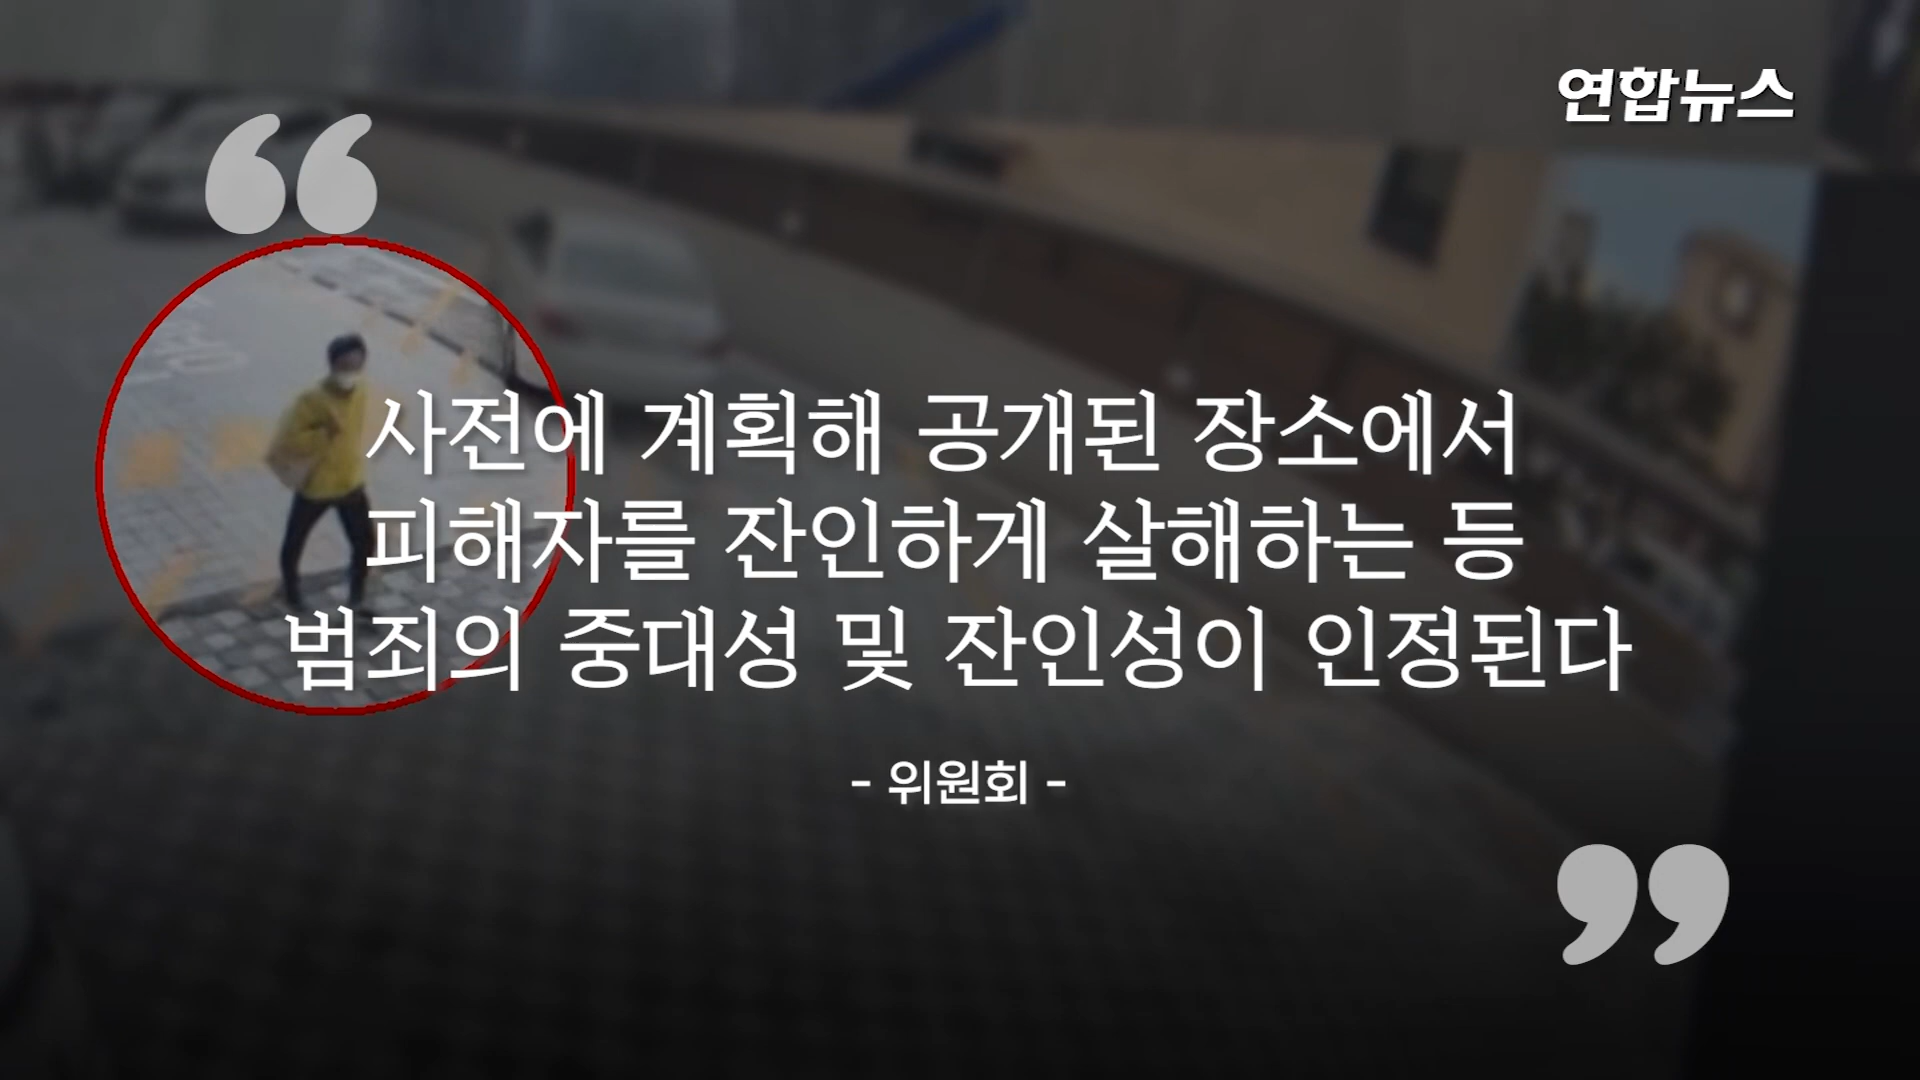 연합뉴스
사전에 계획해 공개된 장소에서
피해자를 잔인하게 살해하는 등
범죄의 중대성 및 잔인성이 인정된다
- 위원회 -